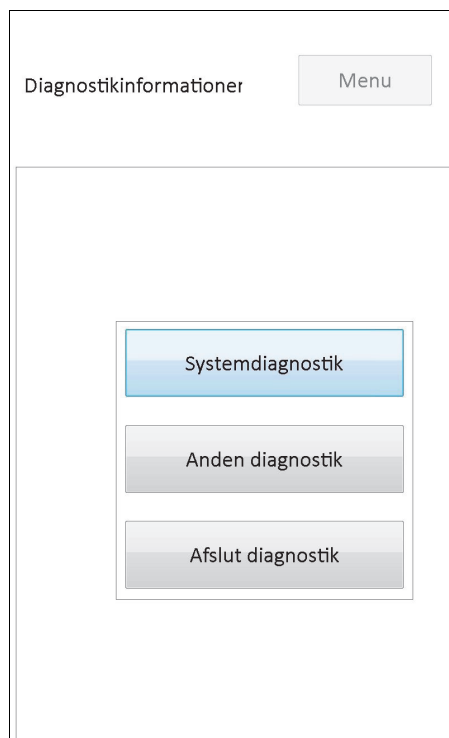 Diagnostikinformationer
Menu
Systemdiagnostik
Anden diagnostik
Afslut diagnostik